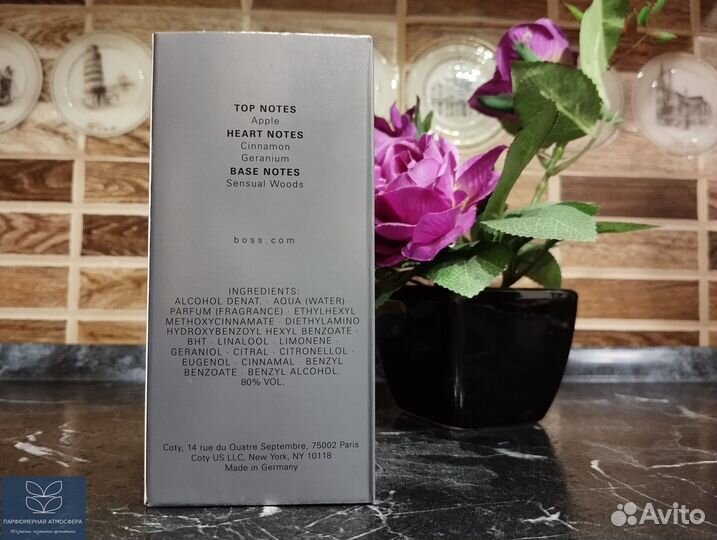 TOP NOTES
Apple
HEART NOTES
Cinnamon
Geranium
BASE NOTES
Sensual Woods
boss.com
INGREDIENTS:
ALCOHOL DENAT. · AQUA (WATER) ·
PARFUM (FRAGRANCE) · ETHYLHEXYL
METHOXYCINNAMATE · DIETHYLAMINO
HYDROXYBENZOYL HEXYL BENZOATE ·
BHT · LINALOOL · LIMONENE ·
GERANIOL · CITRAL · CITRONELLOL ·
EUGENOL · CINNAMAL · BENZYL
BENZOATE · BENZYL ALCOHOL.
80% VOL.
Coty, 14 rue du Quatre Septembre, 75002 Paris
Coty US LLC, New York, NY 10118
Made in Germany
ПАРФЮМЕРНАЯ АТМОСФЕРА
Avito